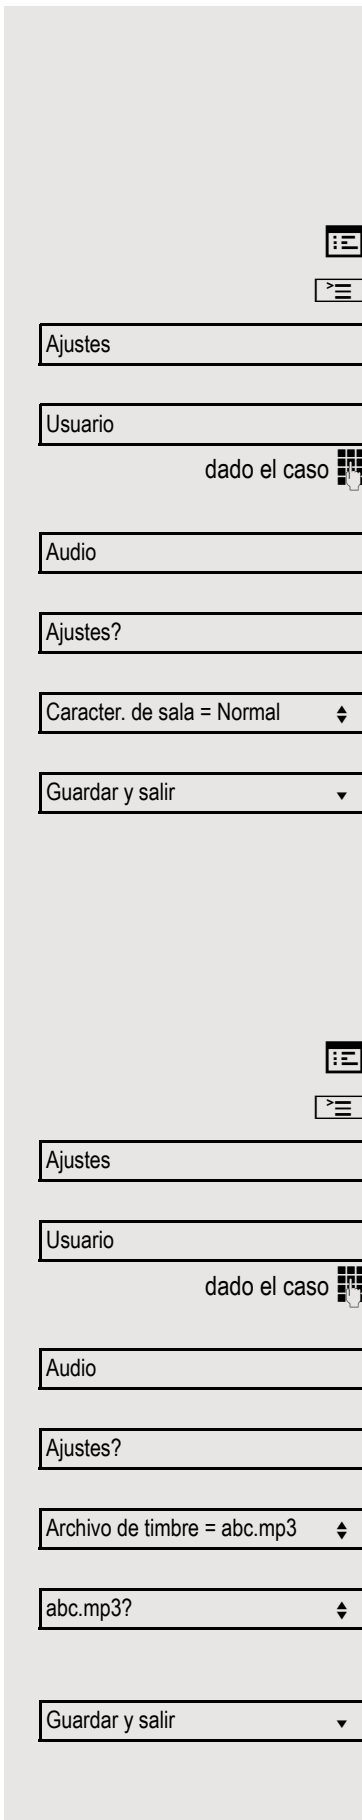 Ajustes
Usuario
dado el caso
Audio
Ajustes?
Caracter. de sala = Normal
Guardar y salir
Ajustes
Usuario
dado el caso
Audio
Ajustes?
Archivo de timbre = abc.mp3
abc.mp3?
Guardar y salir